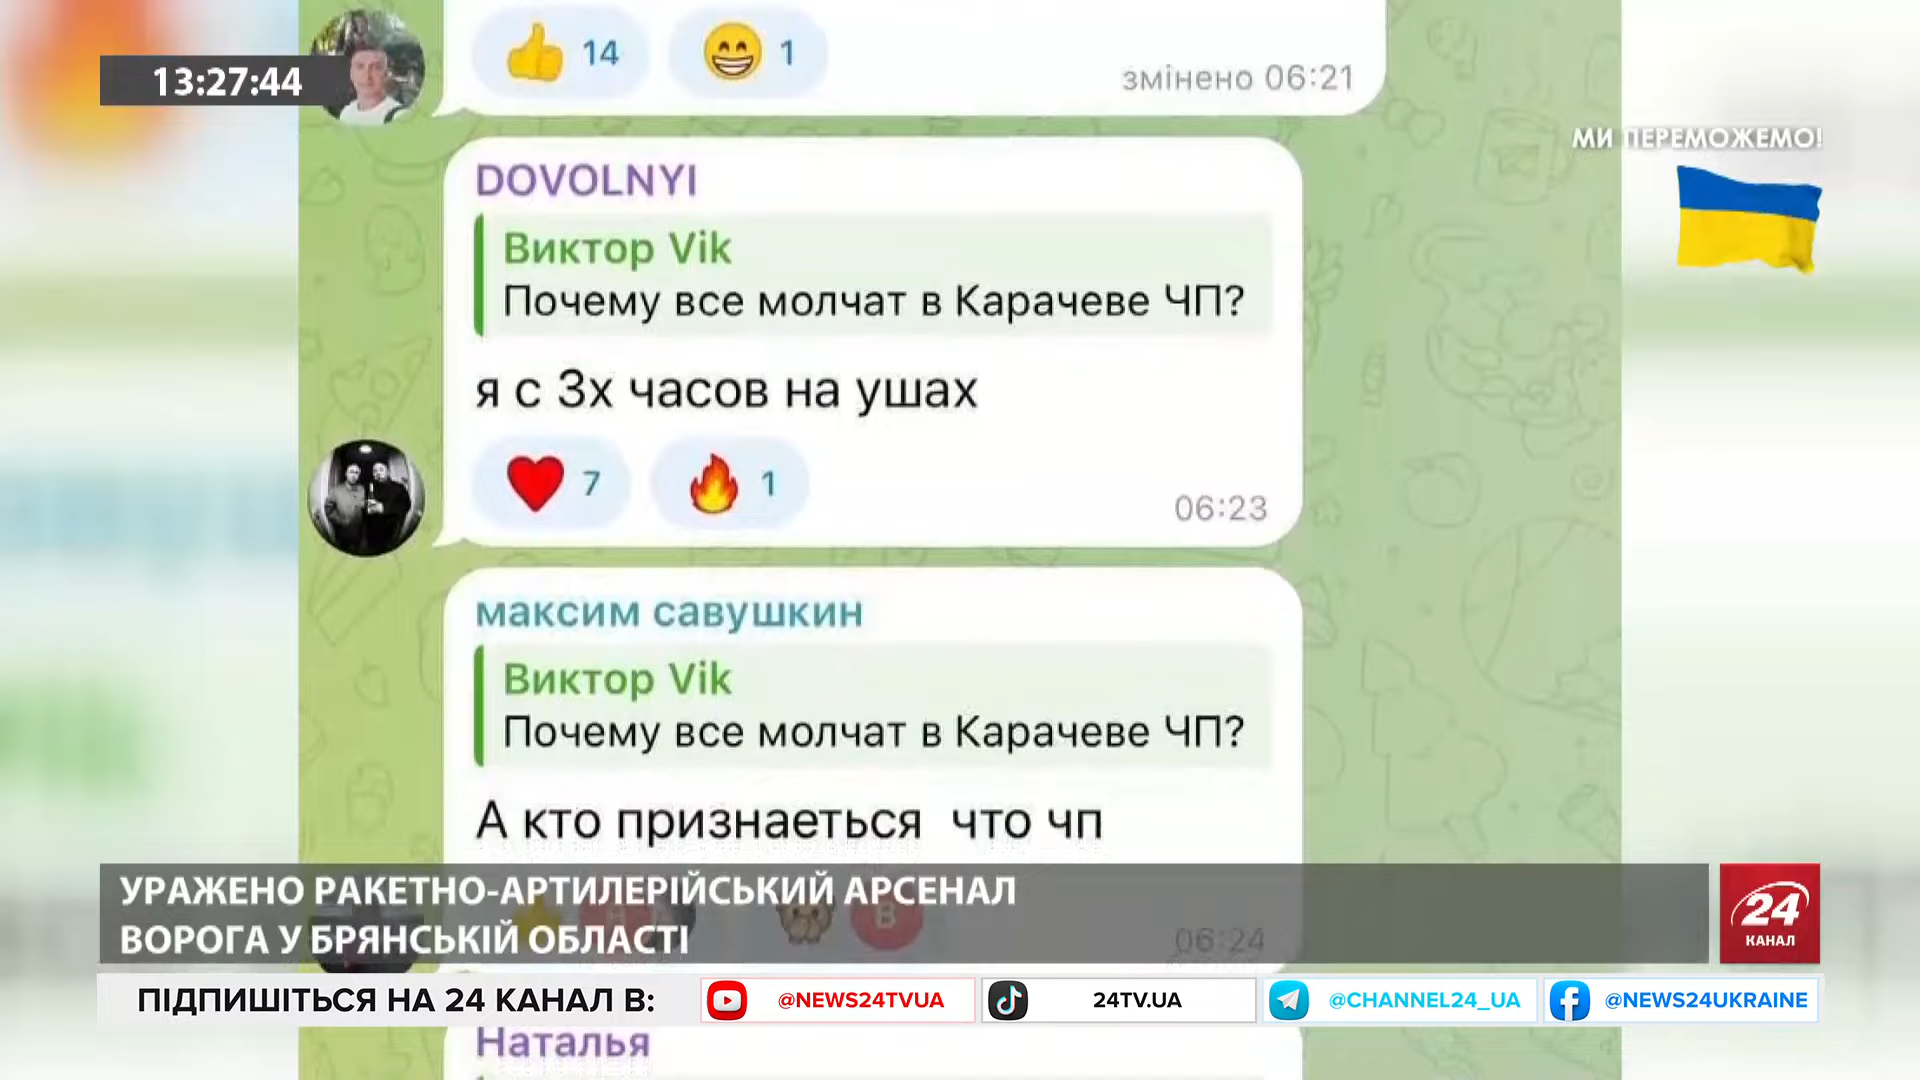 13:27:44
14
1
змінено 06:21
МИ ПЕРЕМОЖЕМО!
DOVOLNYI
Виктор Vik
Почему все молчат в Карачеве ЧП?
я с 3х часов на ушах
7
1
06:23
максим савушкин
Виктор Vik
Почему все молчат в Карачеве ЧП?
А кто признаеться что чп
УРАЖЕНО РАКЕТНО-АРТИЛЕРІЙСЬКИЙ АРСЕНАЛ
ВОРОГА У БРЯНСЬКІЙ ОБЛАСТІ
В
06:24
24
КАНАЛ
ПІДПИШІТЬСЯ НА 24 КАНАЛ В:
@NEWS24TVUA
24TV.UA
@CHANNEL24_UA
@NEWS24UKRAINE
Наталья